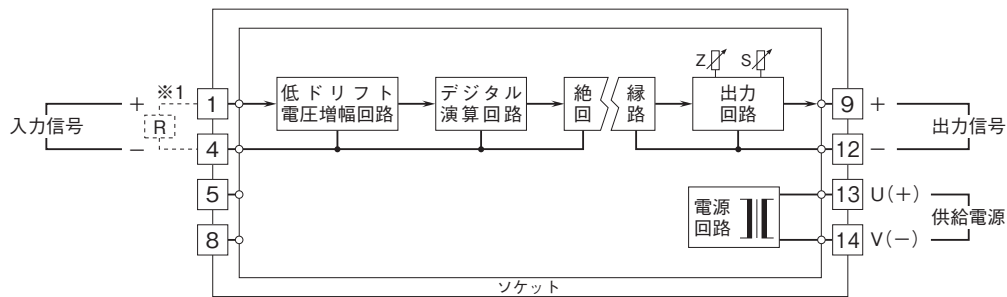 Z S
※1
1
低ドリフト
電圧増幅回路
デジタル
演算回路
絶 縁
回 路
出力
回路
9 +
+
入力信号
R
出力信号
−
4
12 −
5
13 U(+)
電源
回路
供給電源
8
14 V(−)
ソケット